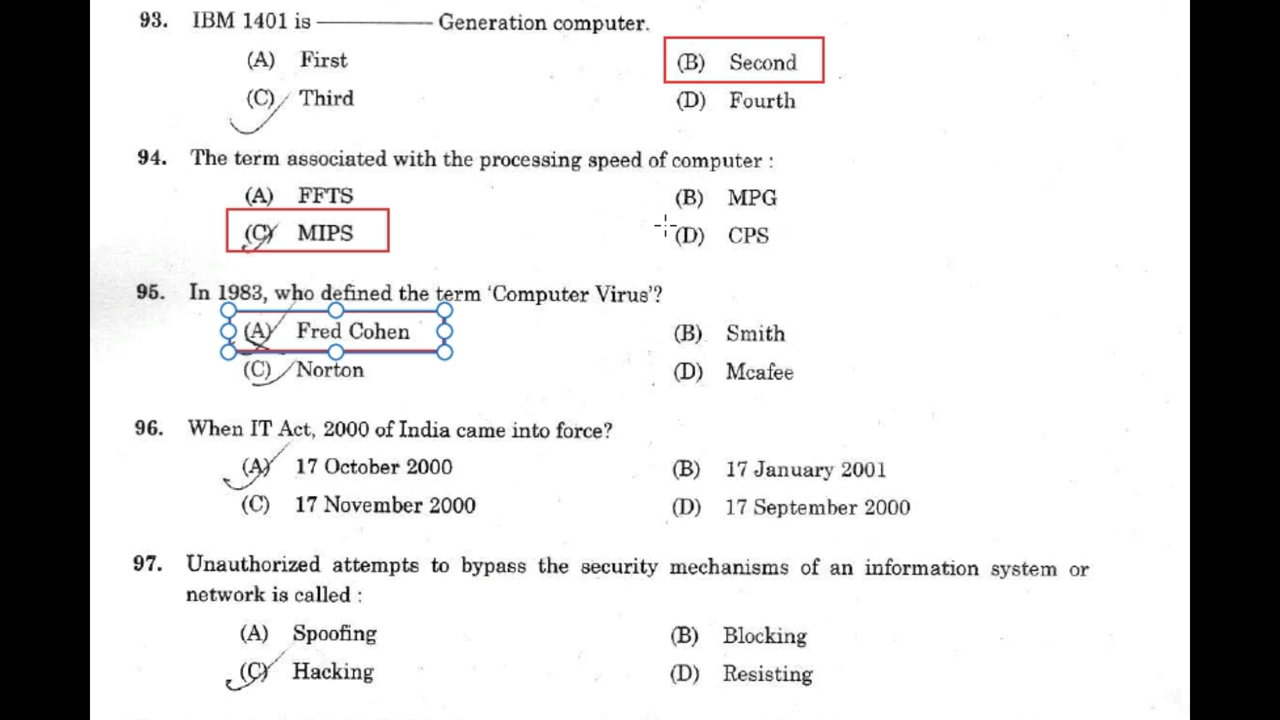 93. IBM 1401 is ———— Generation computer.
(A) First (B) Second
(C) Third (D) Fourth
94. The term associated with the processing speed of computer :
(A) FFTS (B) MPG
(C) MIPS (D) CPS
95. In 1983, who defined the term ‘Computer Virus’?
(A) Fred Cohen (B) Smith
(C) Norton (D) Mcafee
96. When IT Act, 2000 of India came into force?
(A) 17 October 2000 (B) 17 January 2001
(C) 17 November 2000 (D) 17 September 2000
97. Unauthorized attempts to bypass the security mechanisms of an information system or
network is called :
(A) Spoofing (B) Blocking
(C) Hacking (D) Resisting